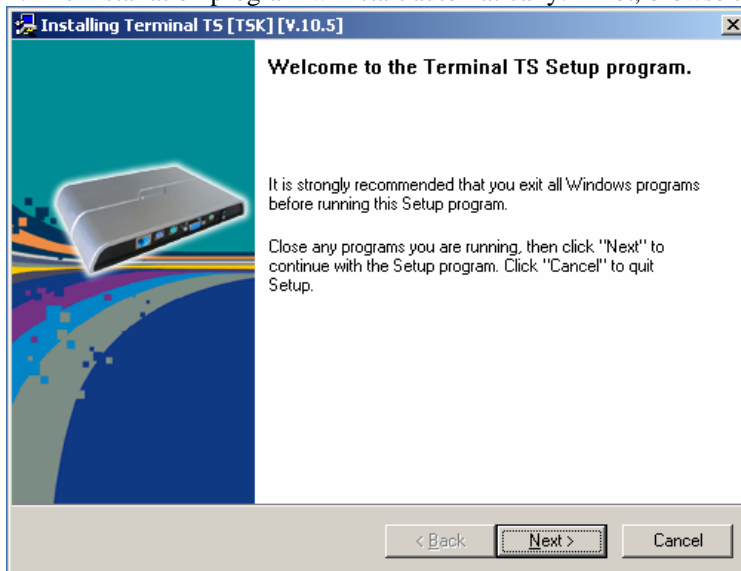 Installing Terminal TS [TSK] [V.10.5]
Welcome to the Terminal TS Setup program.
It is strongly recommended that you exit all Windows programs
before running this Setup program.
Close any programs you are running, then click "Next" to
continue with the Setup program. Click "Cancel" to quit
Setup.
< Back
Next >
Cancel